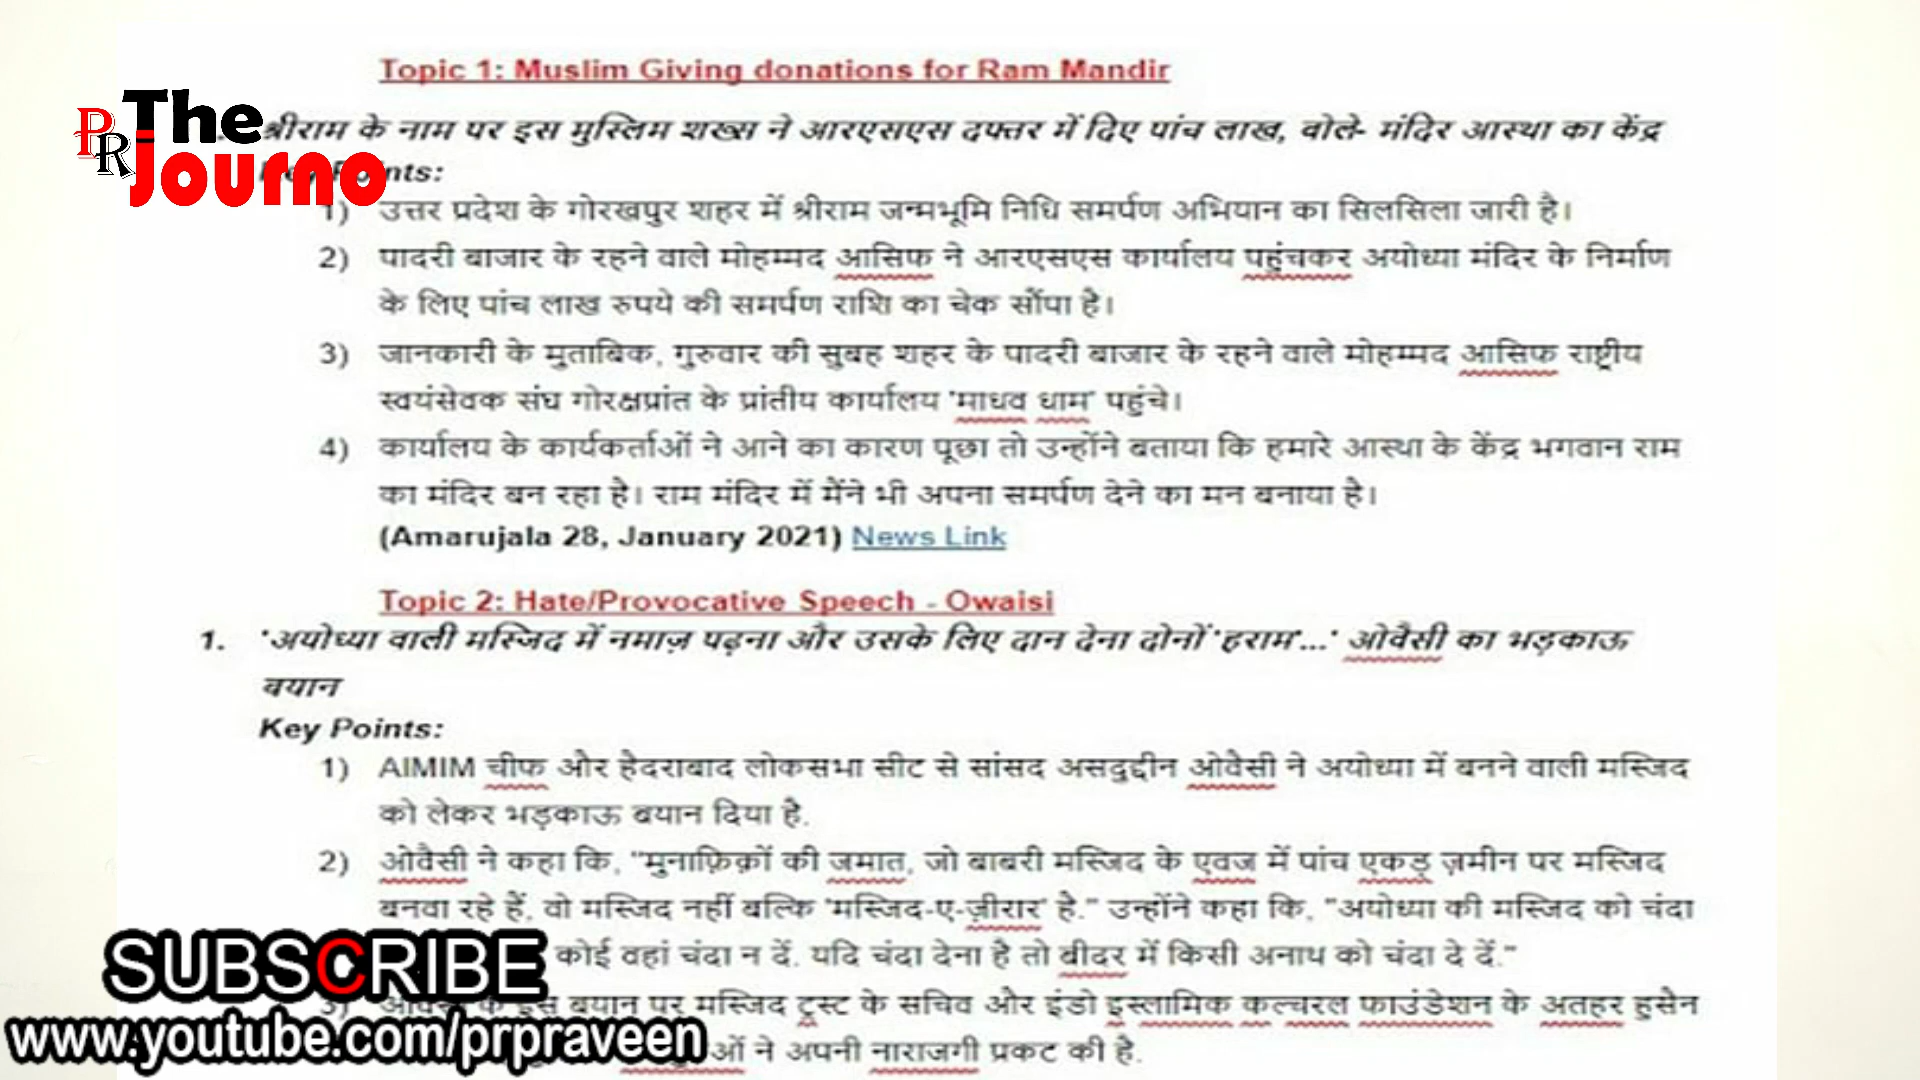 Topic 1: Muslim Giving donations for Ram Mandir
The
PR
Journo
श्रीराम के नाम पर इस मुस्लिम शख्स ने आरएसएस दफ्तर में दिए पांच लाख, बोले- मंदिर आस्था का केंद्र
Key Points:
1) उत्तर प्रदेश के गोरखपुर शहर में श्रीराम जन्मभूमि निधि समर्पण अभियान का सिलसिला जारी है।
2) पादरी बाजार के रहने वाले मोहम्मद आसिफ ने आरएसएस कार्यालय पहुंचकर अयोध्या मंदिर के निर्माण
के लिए पांच लाख रुपये की समर्पण राशि का चेक सौंपा है।
3) जानकारी के मुताबिक, गुरुवार की सुबह शहर के पादरी बाजार के रहने वाले मोहम्मद आसिफ राष्ट्रीय
स्वयंसेवक संघ गोरक्षप्रांत के प्रांतीय कार्यालय 'माधव धाम' पहुंचे।
4) कार्यालय के कार्यकर्ताओं ने आने का कारण पूछा तो उन्होंने बताया कि हमारे आस्था के केंद्र भगवान राम
का मंदिर बन रहा है। राम मंदिर में मैंने भी अपना समर्पण देने का मन बनाया है।
(Amarujala 28, January 2021) News Link
Topic 2: Hate/Provocative Speech - Owaisi
1. 'अयोध्या वाली मस्जिद में नमाज़ पढ़ना और उसके लिए दान देना दोनों 'हराम'...' ओवैसी का भड़काऊ
बयान
Key Points:
1) AIMIM चीफ और हैदराबाद लोकसभा सीट से सांसद असदुद्दीन ओवैसी ने अयोध्या में बनने वाली मस्जिद
को लेकर भड़काऊ बयान दिया है.
2) ओवैसी ने कहा कि, "मुनाफ़िक़ों की जमात, जो बाबरी मस्जिद के एवज में पांच एकड़ ज़मीन पर मस्जिद
बनवा रहे हैं, वो मस्जिद नहीं बल्कि 'मस्जिद-ए-ज़ीरार' है." उन्होंने कहा कि, "अयोध्या की मस्जिद को चंदा
कोई वहां चंदा न दें. यदि चंदा देना है तो बीदर में किसी अनाथ को चंदा दे दें."
SUBSCRIBE
3) ओवैसी के इस बयान पर मस्जिद ट्रस्ट के सचिव और इंडो इस्लामिक कल्चरल फाउंडेशन के अतहर हुसैन
www.youtube.com/prpraveen
ने अपनी नाराजगी प्रकट की है.